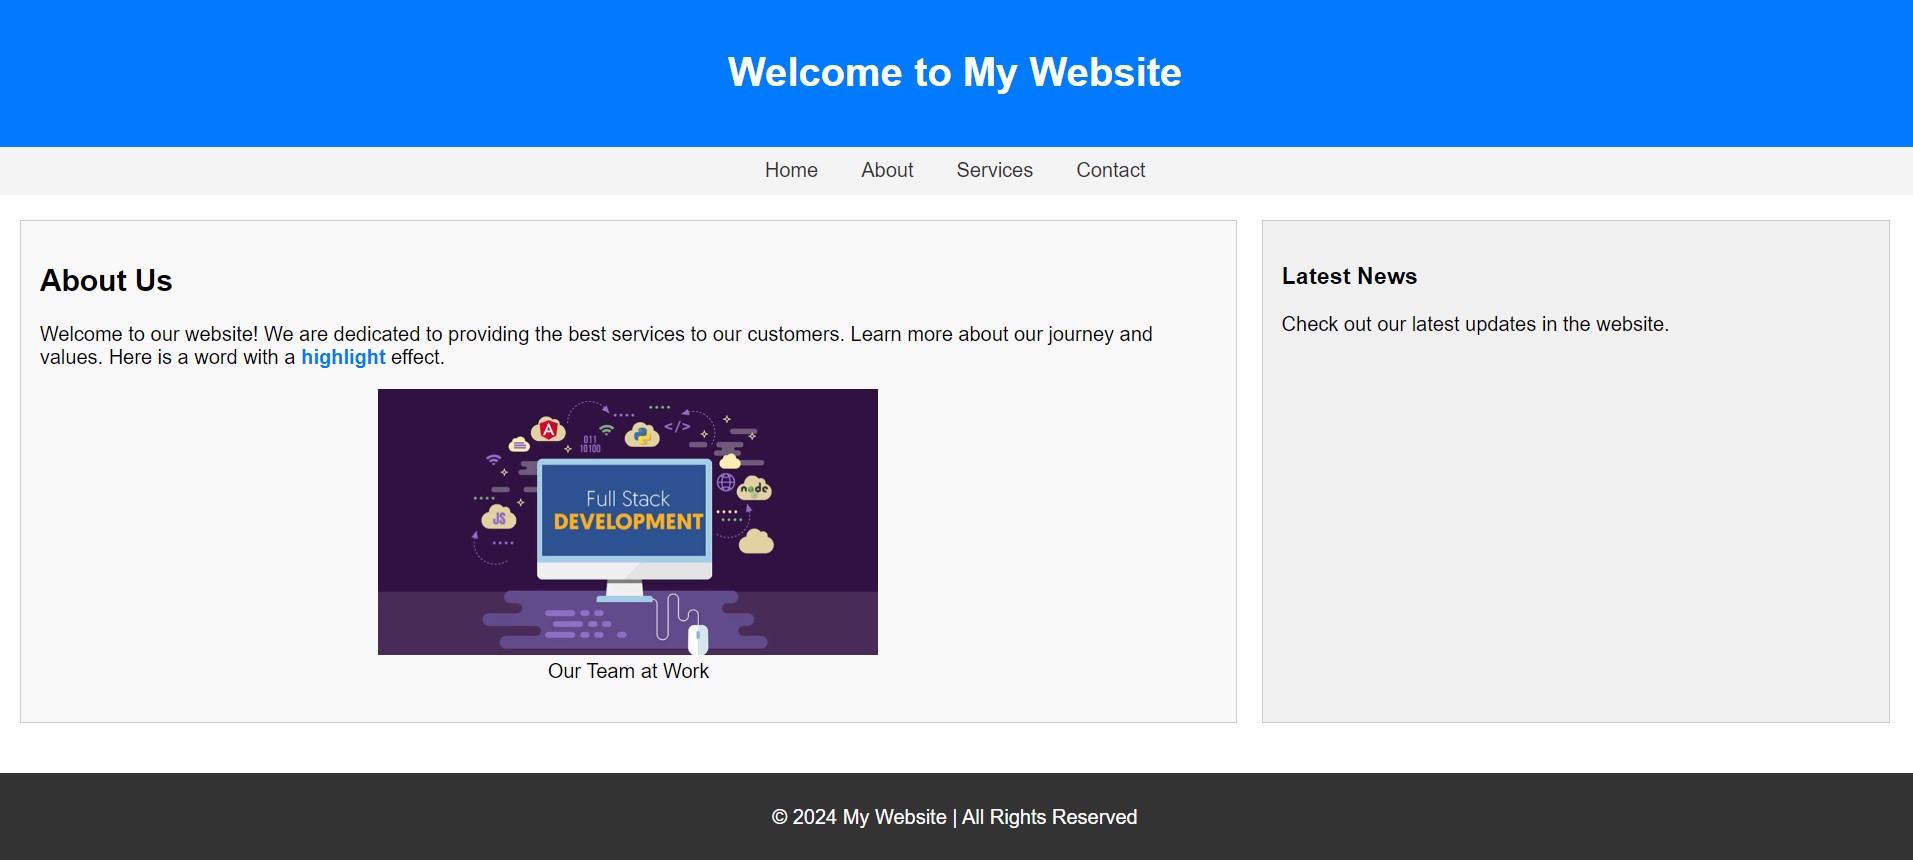 Welcome to My Website
Home About Services Contact
About Us
Welcome to our website! We are dedicated to providing the best services to our customers. Learn more about our journey and
values. Here is a word with a highlight effect.
011
10100
</>
Full Stack
DEVELOPMENT
node
JS
Our Team at Work
Latest News
Check out our latest updates in the website.
© 2024 My Website | All Rights Reserved